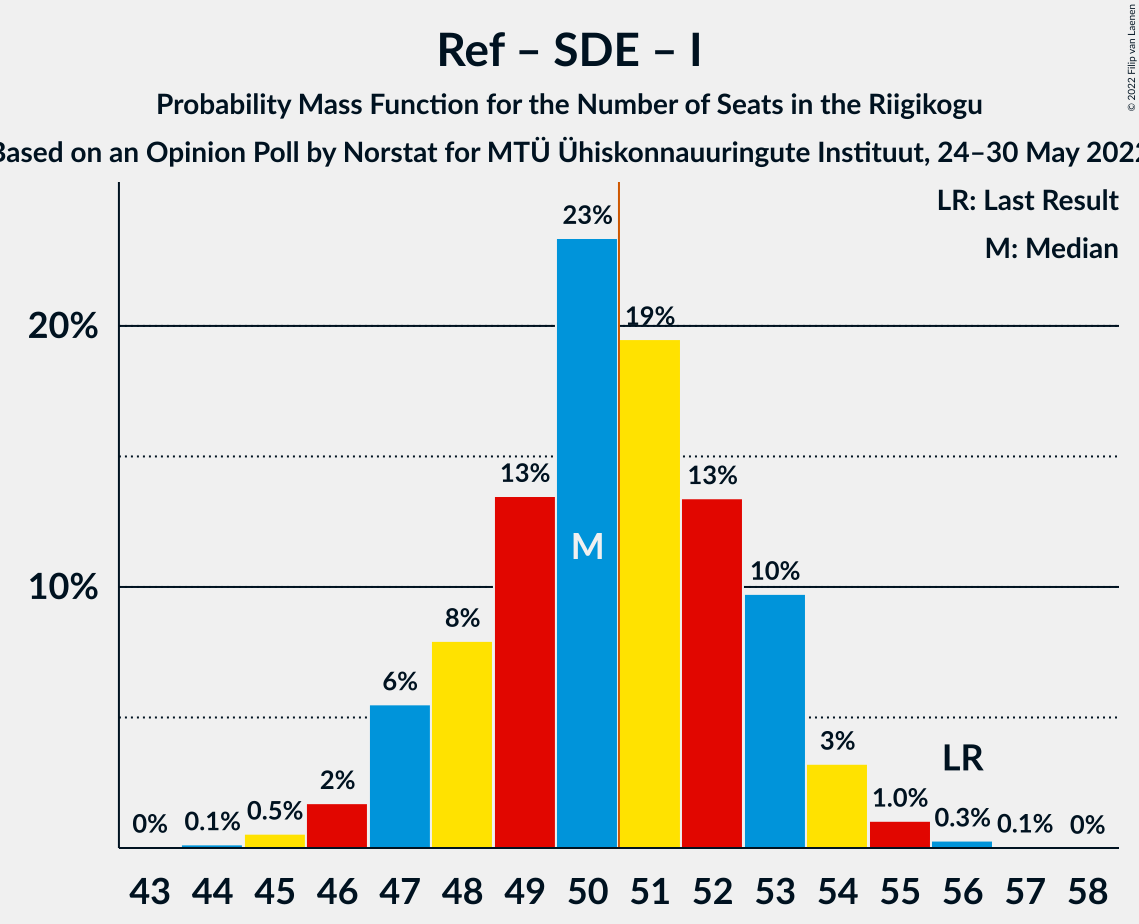 Ref – SDE – I
Probability Mass Function for the Number of Seats in the Riigikogu
Based on an Opinion Poll by Norstat for MTÜ Ühiskonnauuringute Instituut, 24–30 May 2022
© 2022 Filip van Laenen
LR: Last Result
M: Median
20%
10%
0%
0.1%
0.5%
2%
6%
8%
13%
23%
M
19%
13%
10%
3%
1.0%
LR
0.3%
0.1%
0%
43 44 45 46 47 48 49 50 51 52 53 54 55 56 57 58